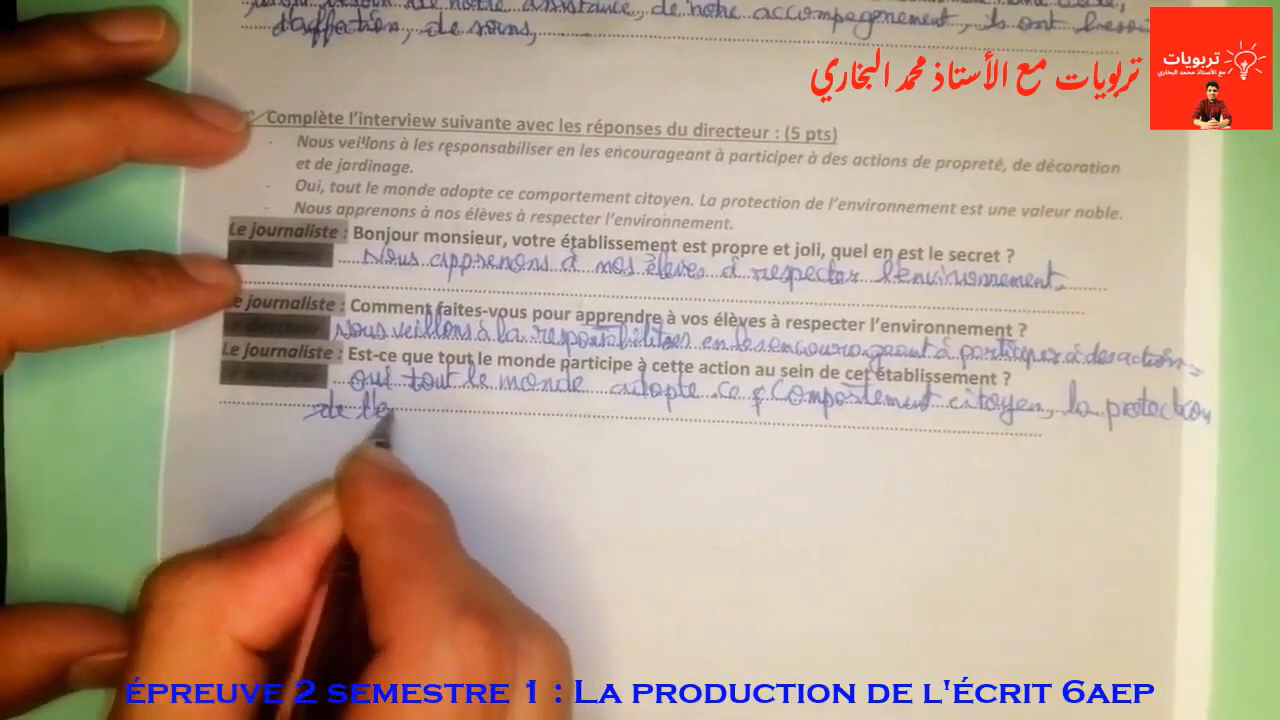 de notre assistance, de notre accompagnement, ils ont besoi
d'affection, de soins,
تربويات مع الأستاذ محمد البخاري
تربويات
مع الأستاذ محمد البخاري
Complète l'interview suivante avec les réponses du directeur : (5 pts)
- Nous veillons à les responsabiliser en les encourageant à participer à des actions de propreté, de décoration
et de jardinage.
- Oui, tout le monde adopte ce comportement citoyen. La protection de l'environnement est une valeur noble.
- Nous apprenons à nos élèves à respecter l'environnement.
Le journaliste : Bonjour monsieur, votre établissement est propre et joli, quel en est le secret ?
Nous apprenons à nos élèves à respecter l'environnement.
Le journaliste : Comment faites-vous pour apprendre à vos élèves à respecter l'environnement ?
Nous veillons à la responsabilitées en les encourageant à participer à des action=
Le journaliste : Est-ce que tout le monde participe à cette action au sein de cet établissement ?
oui tout le monde adopte ce Comportement citoyen, la protection
de l'e
épreuve 2 semestre 1 : La production de l'écrit 6aep